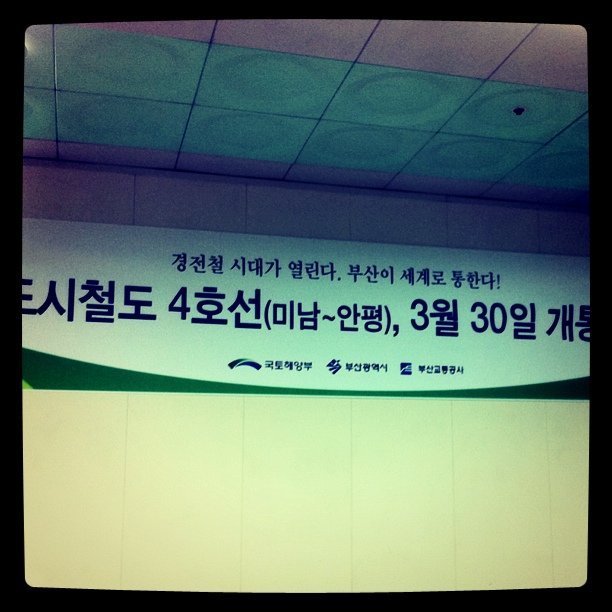 경전철 시대가 열린다. 부산이 세계로 통한다!
도시철도 4호선(미남~안평), 3월 30일 개통
국토해양부 부산광역시 부산교통공사